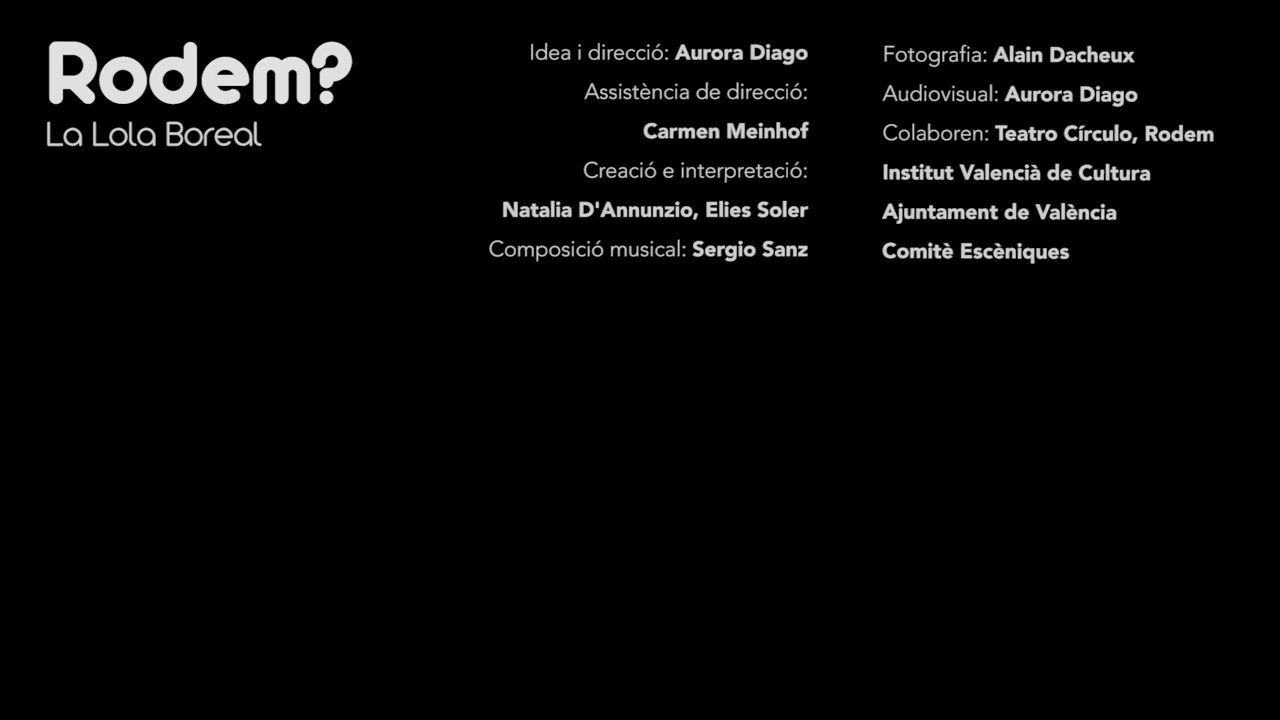 Rodem?
La Lola Boreal
Idea i direcció: Aurora Diago
Assistència de direcció:
Carmen Meinhof
Creació e interpretació:
Natalia D'Annunzio, Elies Soler
Composició musical: Sergio Sanz
Fotografia: Alain Dacheux
Audiovisual: Aurora Diago
Colaboren: Teatro Círculo, Rodem
Institut Valencià de Cultura
Ajuntament de València
Comitè Escèniques